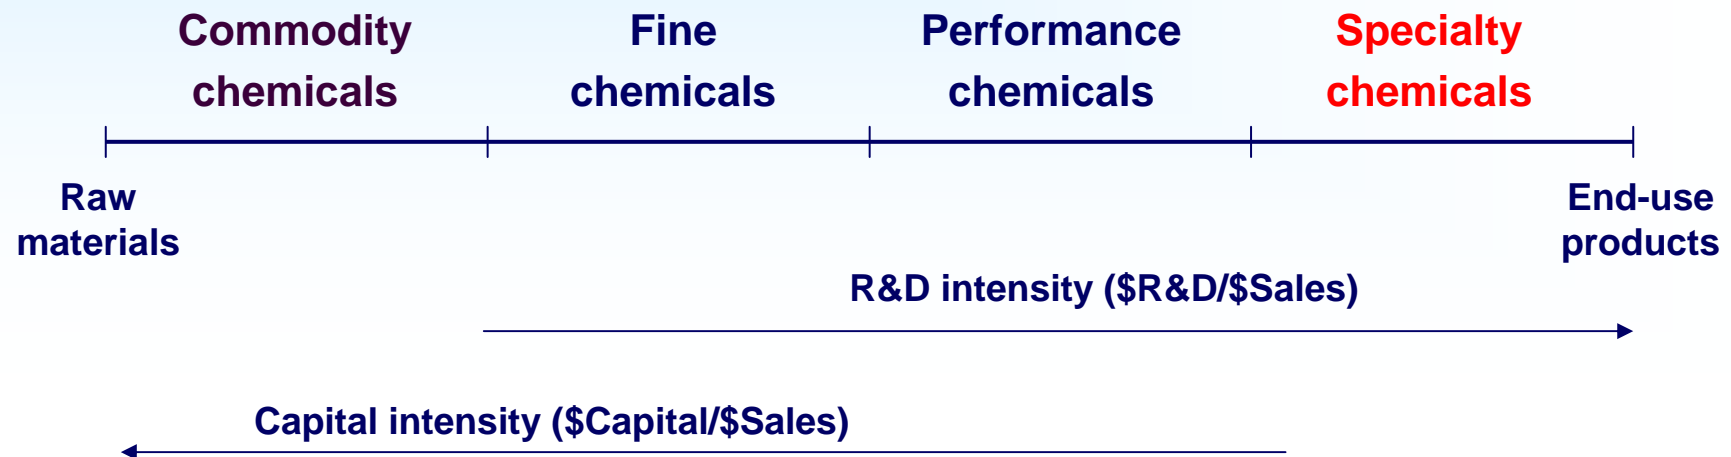 Commodity
chemicals
Fine
chemicals
Performance
chemicals
Specialty
chemicals
Raw
materials
End-use
products
R&D intensity ($R&D/$Sales)
Capital intensity ($Capital/$Sales)